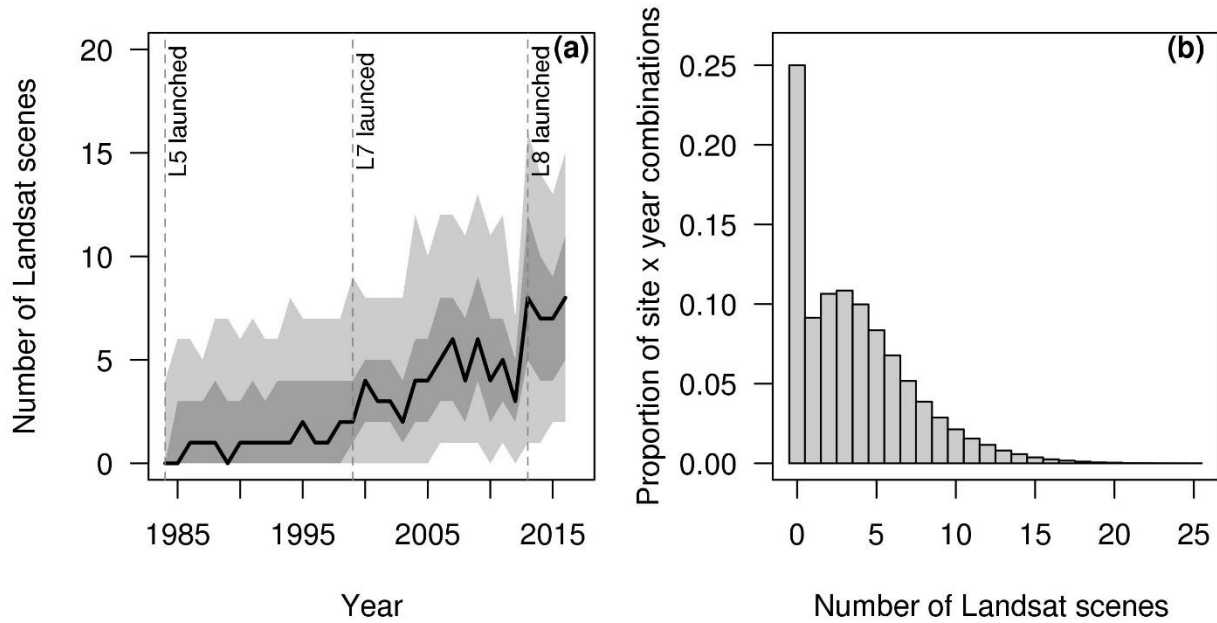 (a)
Number of Landsat scenes
20
15
10
5
0
L5 launched
L7 launced
L8 launched
1985
1995
2005
2015
Year
(b)
Proportion of site x year combinations
0.25
0.20
0.15
0.10
0.05
0.00
0
5
10
15
20
25
Number of Landsat scenes